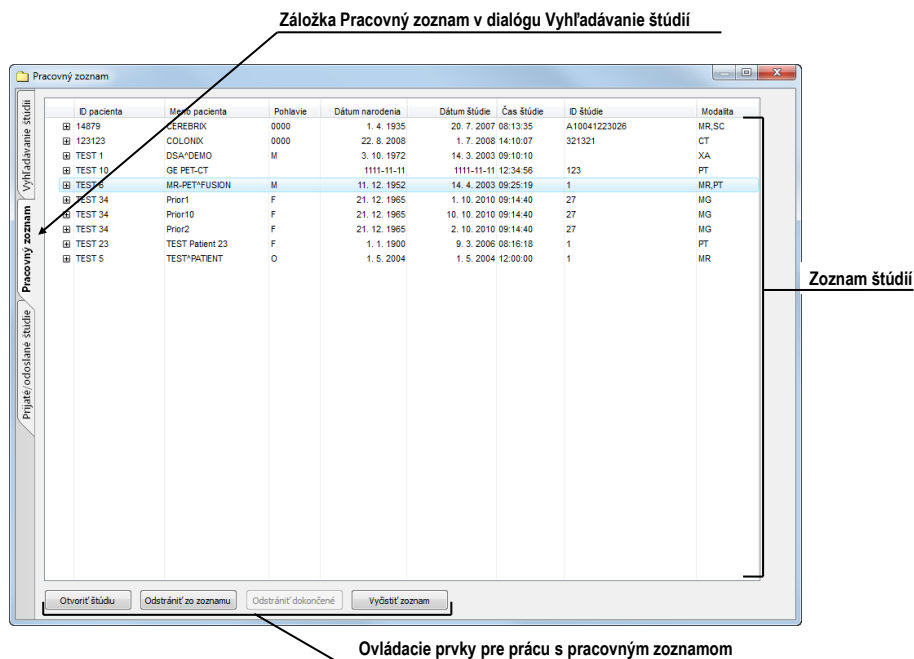 Záložka Pracovný zoznam v dialógu Vyhľadávanie štúdií
Pracovný zoznam
Vyhľadávanie štúdií
Pracovný zoznam
Prijaté/odoslané štúdie
ID pacienta Meno pacienta Pohlavie Dátum narodenia Dátum štúdie Čas štúdie ID štúdie Modalita
14879 CEREBRIX 0000 1. 4. 1935 20. 7. 2007 08:13:35 A10041223026 MR,SC
123123 COLONIX 0000 22. 8. 2008 1. 7. 2008 14:10:07 321321 CT
TEST 1 DSA^DEMO M 3. 10. 1972 14. 3. 2003 09:10:10 XA
TEST 10 GE PET-CT 1111-11-11 1111-11-11 12:34:56 123 PT
TEST 6 MR-PET^FUSION M 11. 12. 1952 14. 4. 2003 09:25:19 1 MR,PT
TEST 34 Prior1 F 21. 12. 1965 1. 10. 2010 09:14:40 27 MG
TEST 34 Prior10 F 21. 12. 1965 10. 10. 2010 09:14:40 27 MG
TEST 34 Prior2 F 21. 12. 1965 2. 10. 2010 09:14:40 27 MG
TEST 23 TEST Patient 23 F 1. 1. 1900 9. 3. 2006 08:16:18 1 PT
TEST 5 TEST^PATIENT O 1. 5. 2004 1. 5. 2004 12:00:00 1 MR
Zoznam štúdií
Otvoriť štúdiu Odstrániť zo zoznamu Odstrániť dokončené Vyčistiť zoznam
Ovládacie prvky pre prácu s pracovným zoznamom